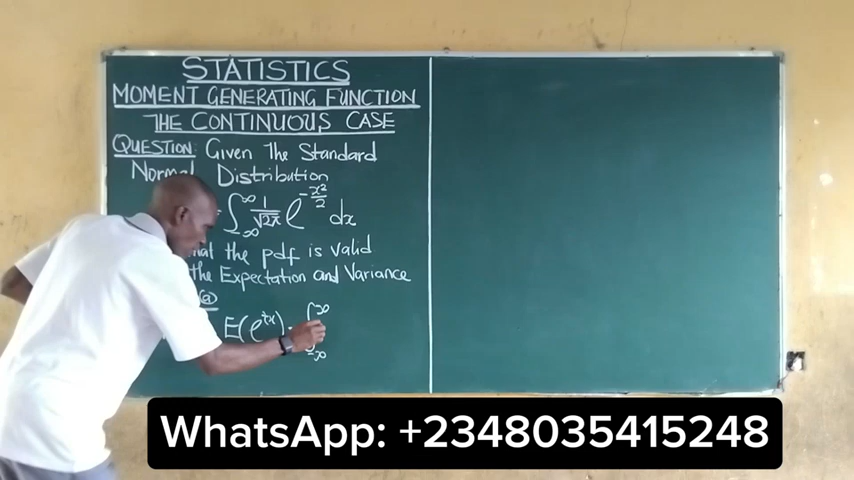 STATISTICS
MOMENT GENERATING FUNCTION
THE CONTINUOUS CASE
QUESTION: Given The Standard
Normal Distribution
∫_{-∞}^{∞} 1/√2π e^{-x²/2} dx
the pdf is valid
the Expectation and Variance
(a)
E(e^{tx}) = ∫_{-∞}^{∞}
WhatsApp: +2348035415248